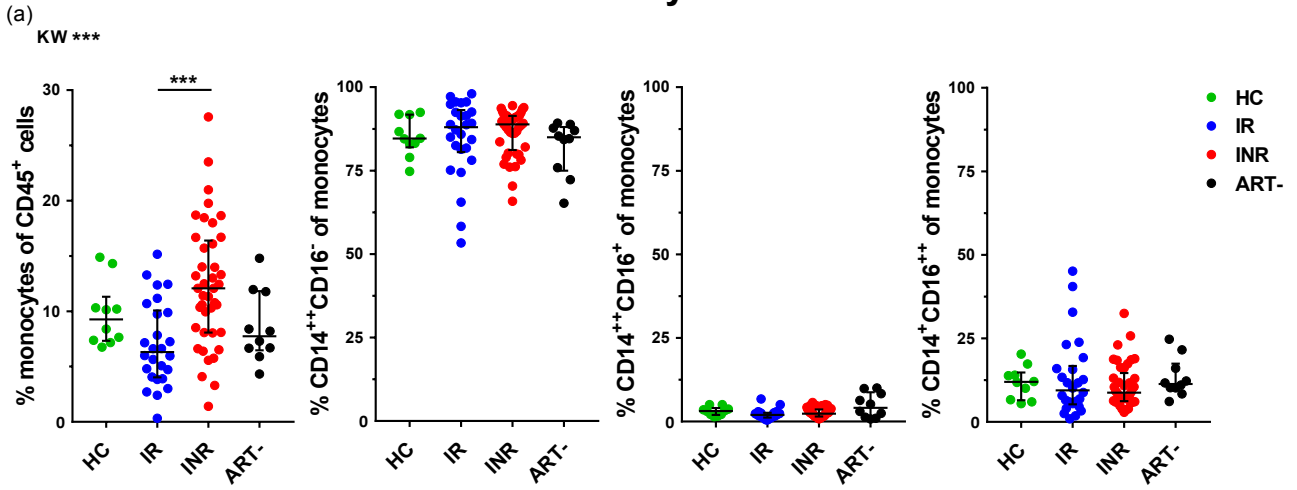 (a)
KW ***
% monocytes of CD45+ cells
30
20
10
0
***
HC
IR
INR
ART-
% CD14++CD16- of monocytes
100
75
50
25
0
HC
IR
INR
ART-
% CD14++CD16+ of monocytes
100
75
50
25
0
HC
IR
INR
ART-
% CD14+CD16++ of monocytes
100
75
50
25
0
HC
IR
INR
ART-
HC
IR
INR
ART-